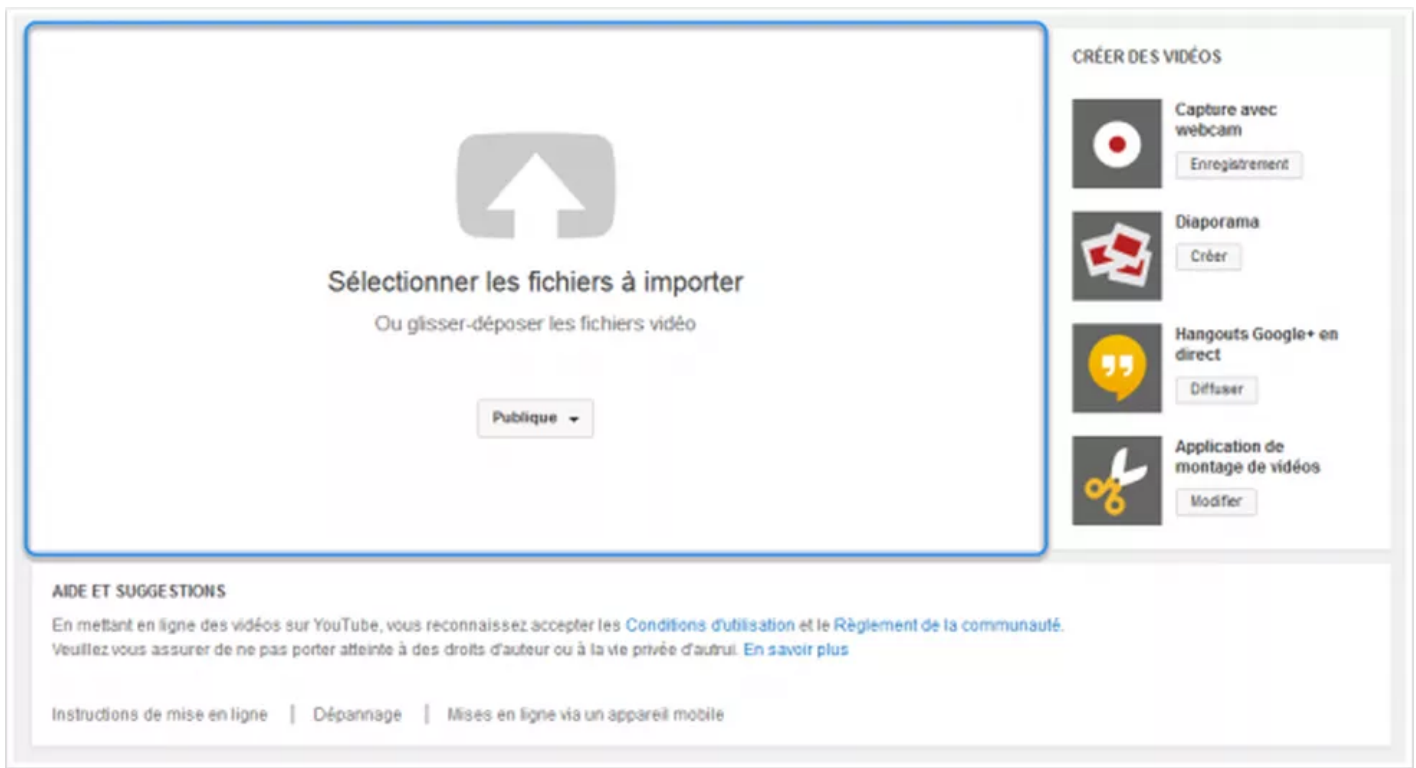 Sélectionner les fichiers à importer
Ou glisser-déposer les fichiers vidéo
Publique
CRÉER DES VIDÉOS
Capture avec
webcam
Enregistrement
Diaporama
Créer
Hangouts Google+ en
direct
Diffuser
Application de
montage de vidéos
Modifier
AIDE ET SUGGESTIONS
En mettant en ligne des vidéos sur YouTube, vous reconnaissez accepter les Conditions d'utilisation et le Règlement de la communauté.
Veuillez vous assurer de ne pas porter atteinte à des droits d'auteur ou à la vie privée d'autrui. En savoir plus
Instructions de mise en ligne | Dépannage | Mises en ligne via un appareil mobile